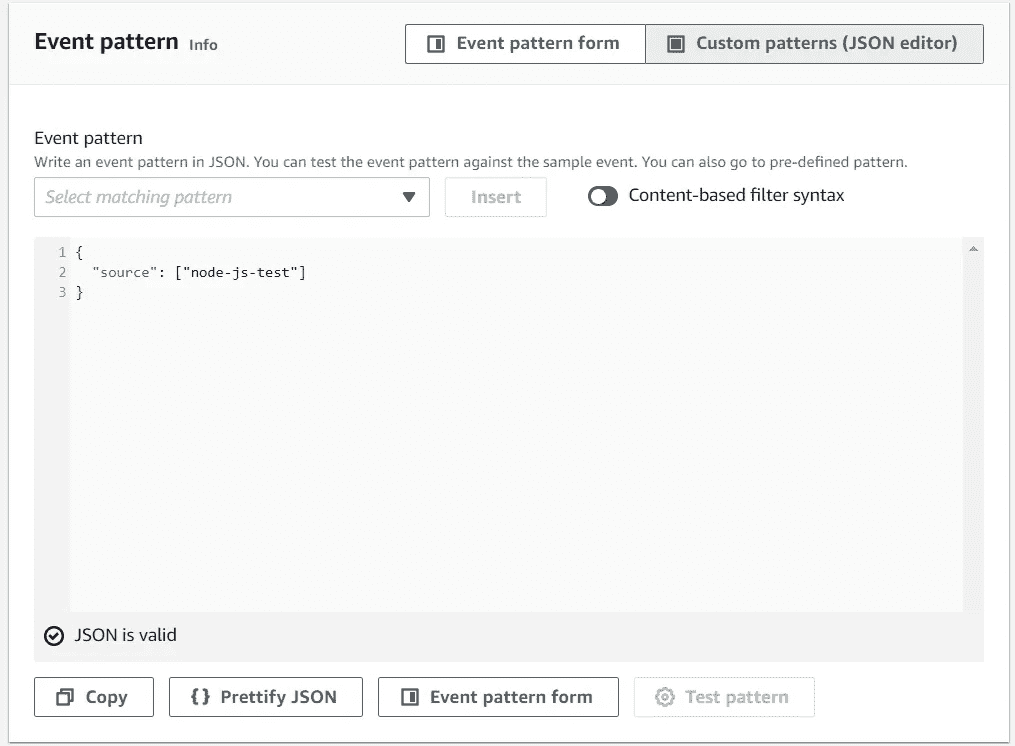 Event pattern Info
Event pattern form
Custom patterns (JSON editor)
Event pattern
Write an event pattern in JSON. You can test the event pattern against the sample event. You can also go to pre-defined pattern.
Select matching pattern
Insert
Content-based filter syntax
1 {
2   "source": ["node-js-test"]
3 }
JSON is valid
Copy
{} Prettify JSON
Event pattern form
Test pattern